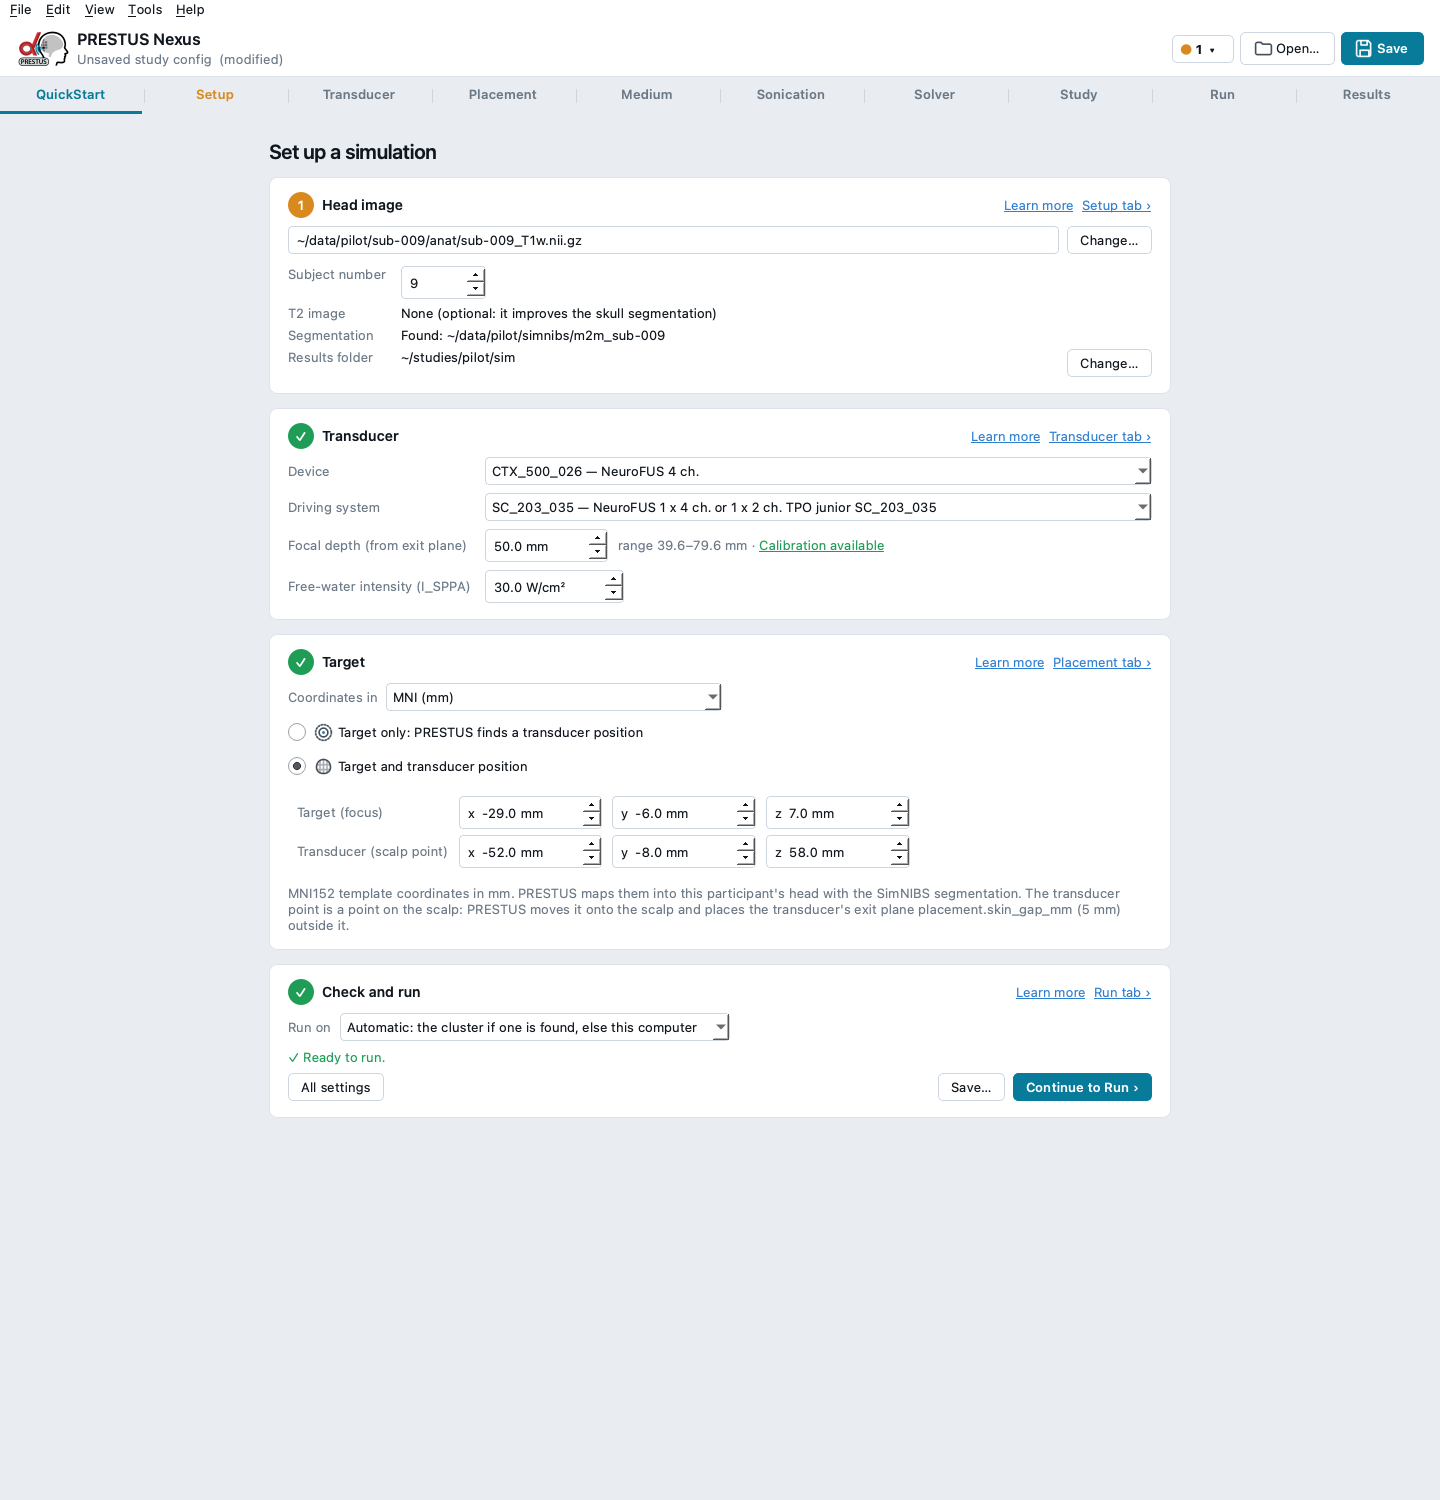 File Edit View Tools Help
PRESTUS
PRESTUS Nexus
Unsaved study config (modified)
1
Open...
Save
QuickStart Setup Transducer Placement Medium Sonication Solver Study Run Results
Set up a simulation
1 Head image Learn more Setup tab ›
~/data/pilot/sub-009/anat/sub-009_T1w.nii.gz Change...
Subject number 9
T2 image None (optional: it improves the skull segmentation)
Segmentation Found: ~/data/pilot/simnibs/m2m_sub-009
Results folder ~/studies/pilot/sim Change...
Transducer Learn more Transducer tab ›
Device CTX_500_026 — NeuroFUS 4 ch.
Driving system SC_203_035 — NeuroFUS 1 x 4 ch. or 1 x 2 ch. TPO junior SC_203_035
Focal depth (from exit plane) 50.0 mm range 39.6–79.6 mm · Calibration available
Free-water intensity (I_SPPA) 30.0 W/cm²
Target Learn more Placement tab ›
Coordinates in MNI (mm)
Target only: PRESTUS finds a transducer position
Target and transducer position
Target (focus) x -29.0 mm y -6.0 mm z 7.0 mm
Transducer (scalp point) x -52.0 mm y -8.0 mm z 58.0 mm
MNI152 template coordinates in mm. PRESTUS maps them into this participant's head with the SimNIBS segmentation. The transducer
point is a point on the scalp: PRESTUS moves it onto the scalp and places the transducer's exit plane placement.skin_gap_mm (5 mm)
outside it.
Check and run Learn more Run tab ›
Run on Automatic: the cluster if one is found, else this computer
✓ Ready to run.
All settings Save... Continue to Run ›